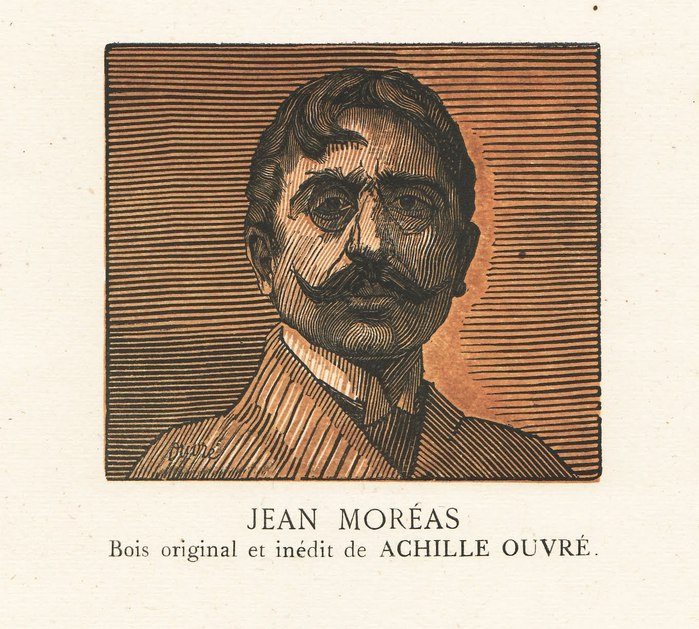 Ouvré
JEAN MORÉAS
Bois original et inédit de ACHILLE OUVRÉ.